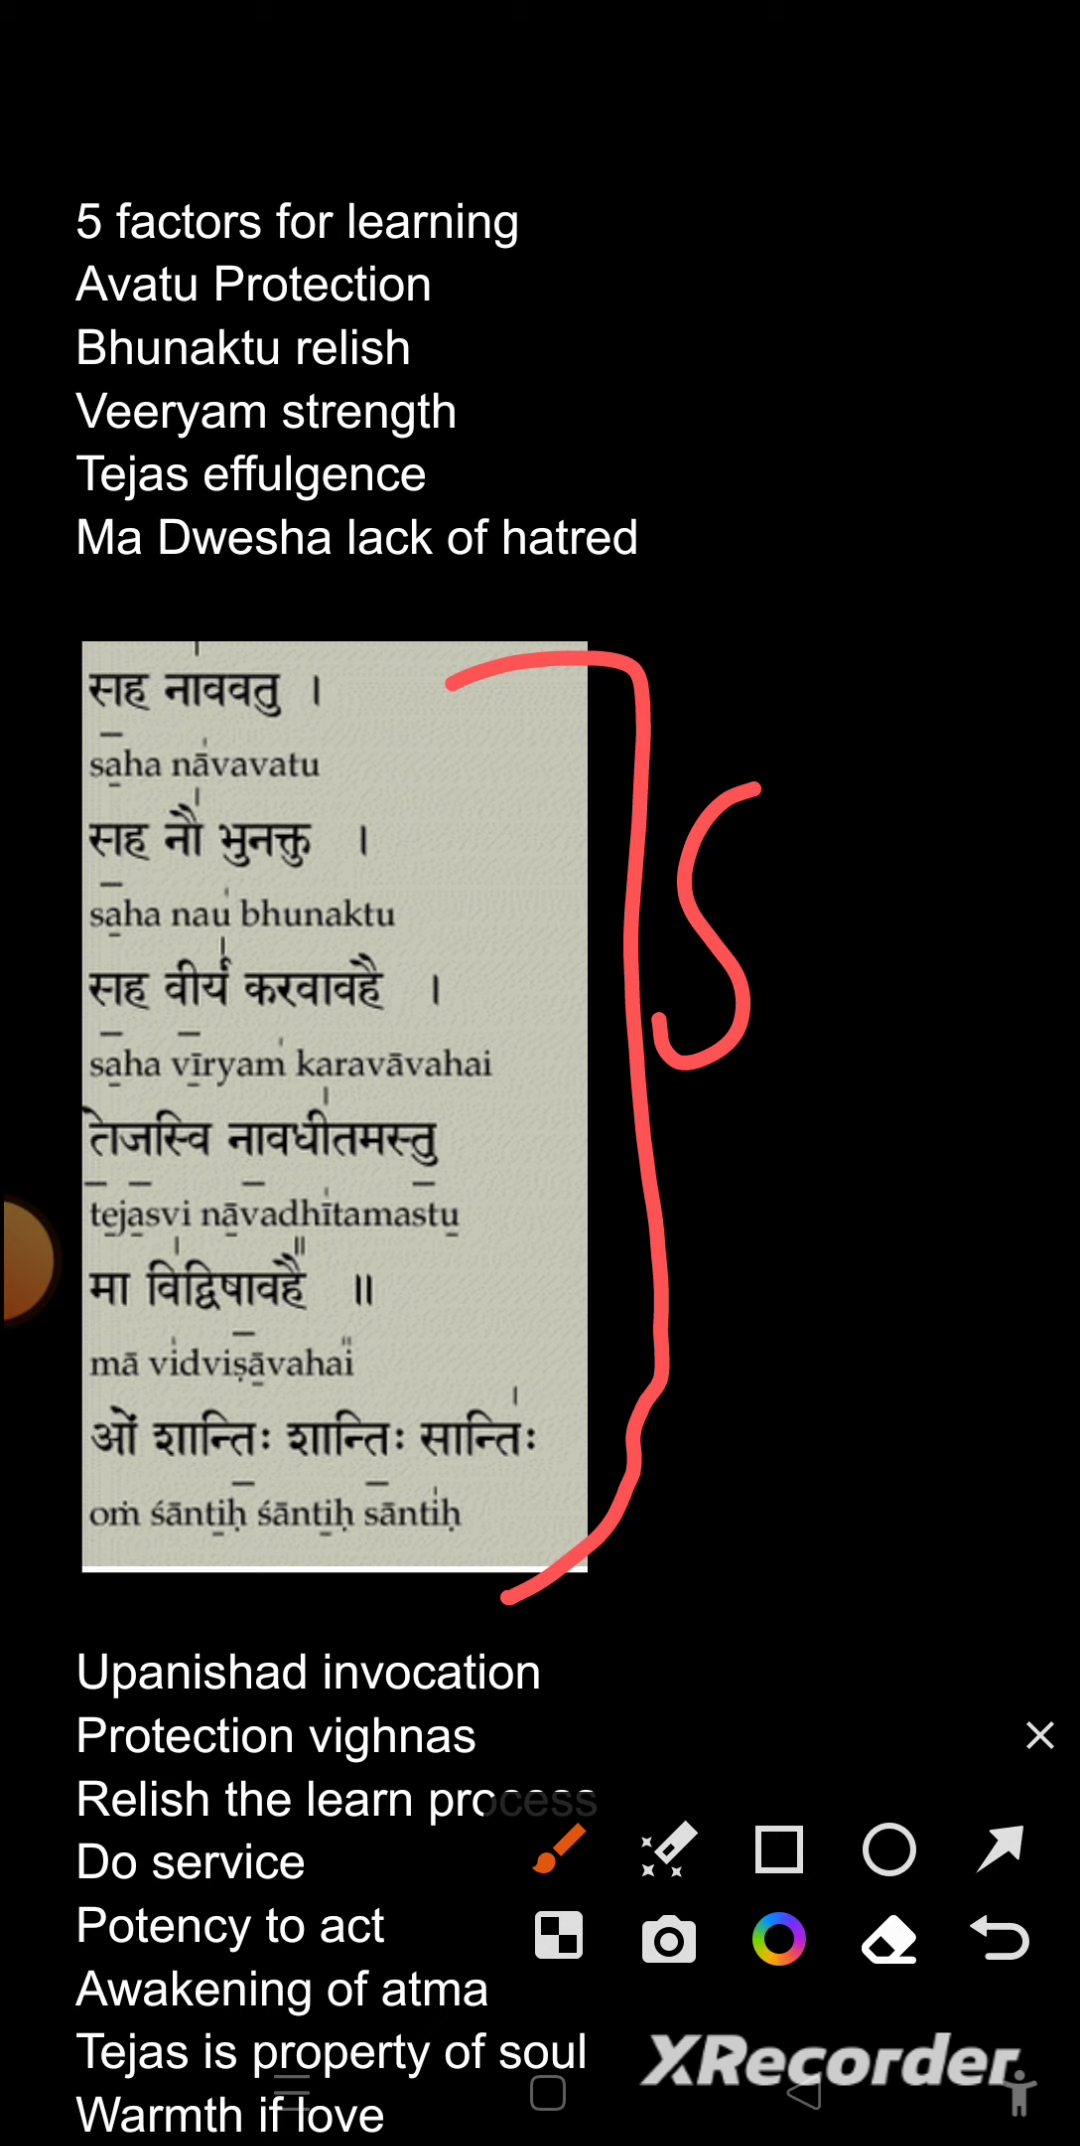 5 factors for learning
Avatu Protection
Bhunaktu relish
Veeryam strength
Tejas effulgence
Ma Dwesha lack of hatred
सह नाववतु ।
saha nāvavatu
सह नौ भुनक्तु ।
saha nau bhunaktu
सह वीर्यं करवावहै ।
saha vīryaṁ karavāvahai
तेजस्वि नावधीतमस्तु
tejasvi nāvadhītamastu
मा विद्विषावहै ॥
mā vidviṣāvahai
ओं शान्तिः शान्तिः सान्तिः
oṁ śāntiḥ śāntiḥ sāntiḥ
S
Upanishad invocation
Protection vighnas
Relish the learn process
Do service
Potency to act
Awakening of atma
Tejas is property of soul
Warmth if love
XRecorder